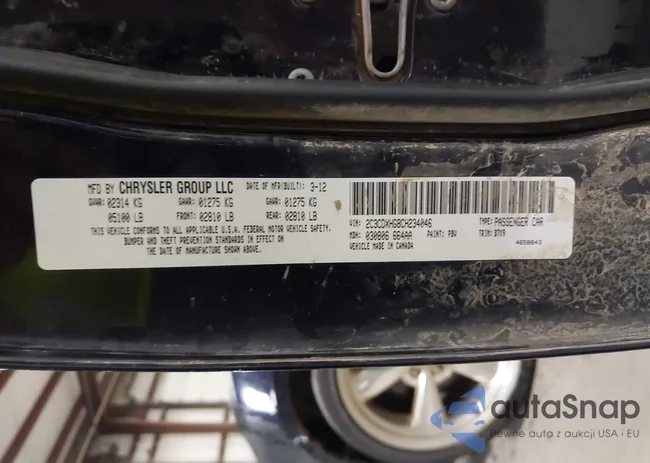 MFD BY CHRYSLER GROUP LLC DATE OF MFR(BUILT): 3-12
GVWR: 02314 KG GAWR: 01275 KG GAWR: 01275 KG
05100 LB FRONT: 02810 LB REAR: 02810 LB
THIS VEHICLE CONFORMS TO ALL APPLICABLE U.S.A. FEDERAL MOTOR VEHICLE SAFETY,
BUMPER AND THEFT PREVENTION STANDARDS IN EFFECT ON
THE DATE OF MANUFACTURE SHOWN ABOVE.
VIN: 2C3CDXHG8CH234046 TYPE: PASSENGER CAR
MDH: 030806 664AA PAINT: PBV TRIM: BTX9
VEHICLE MADE IN CANADA 4650843
autaSnap
Pewne auta z aukcji USA i EU